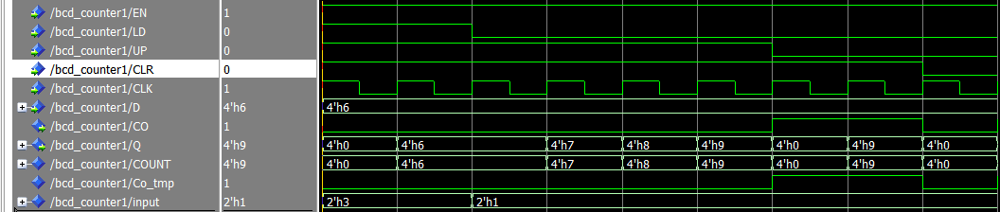 /bcd_counter1/EN 1
/bcd_counter1/LD 0
/bcd_counter1/UP 0
/bcd_counter1/CLR 0
/bcd_counter1/CLK 1
/bcd_counter1/D 4'h6 4'h6
/bcd_counter1/CO 1
/bcd_counter1/Q 4'h9 4'h0 4'h6 4'h7 4'h8 4'h9 4'h0 4'h9 4'h0
/bcd_counter1/COUNT 4'h9 4'h0 4'h6 4'h7 4'h8 4'h9 4'h0 4'h9 4'h0
/bcd_counter1/Co_tmp 1
/bcd_counter1/input 2'h1 2'h3 2'h1